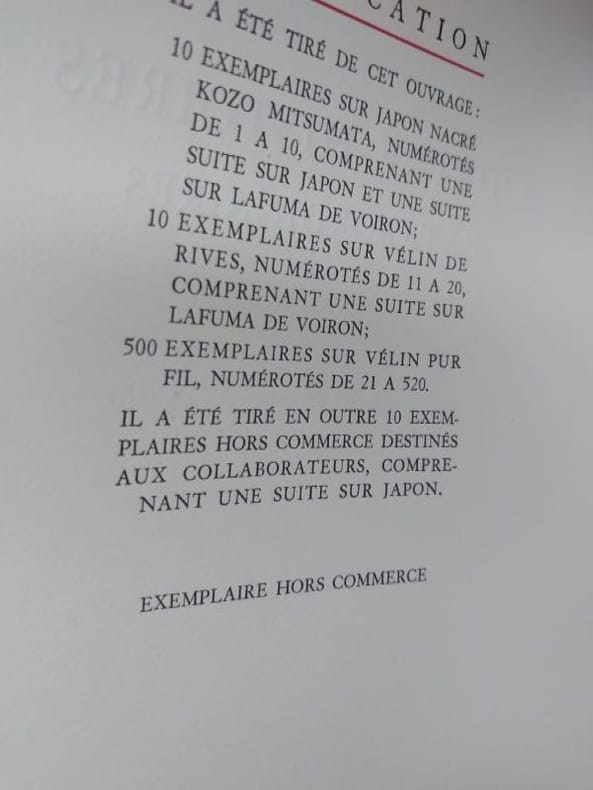 CATION
IL A ÉTÉ TIRÉ DE CET OUVRAGE :
10 EXEMPLAIRES SUR JAPON NACRÉ
KOZO MITSUMATA, NUMÉROTÉS
DE 1 A 10, COMPRENANT UNE
SUITE SUR JAPON ET UNE SUITE
SUR LAFUMA DE VOIRON;
10 EXEMPLAIRES SUR VÉLIN DE
RIVES, NUMÉROTÉS DE 11 A 20,
COMPRENANT UNE SUITE SUR
LAFUMA DE VOIRON;
500 EXEMPLAIRES SUR VÉLIN PUR
FIL, NUMÉROTÉS DE 21 A 520.
IL A ÉTÉ TIRÉ EN OUTRE 10 EXEM-
PLAIRES HORS COMMERCE DESTINÉS
AUX COLLABORATEURS, COMPRE-
NANT UNE SUITE SUR JAPON.
EXEMPLAIRE HORS COMMERCE